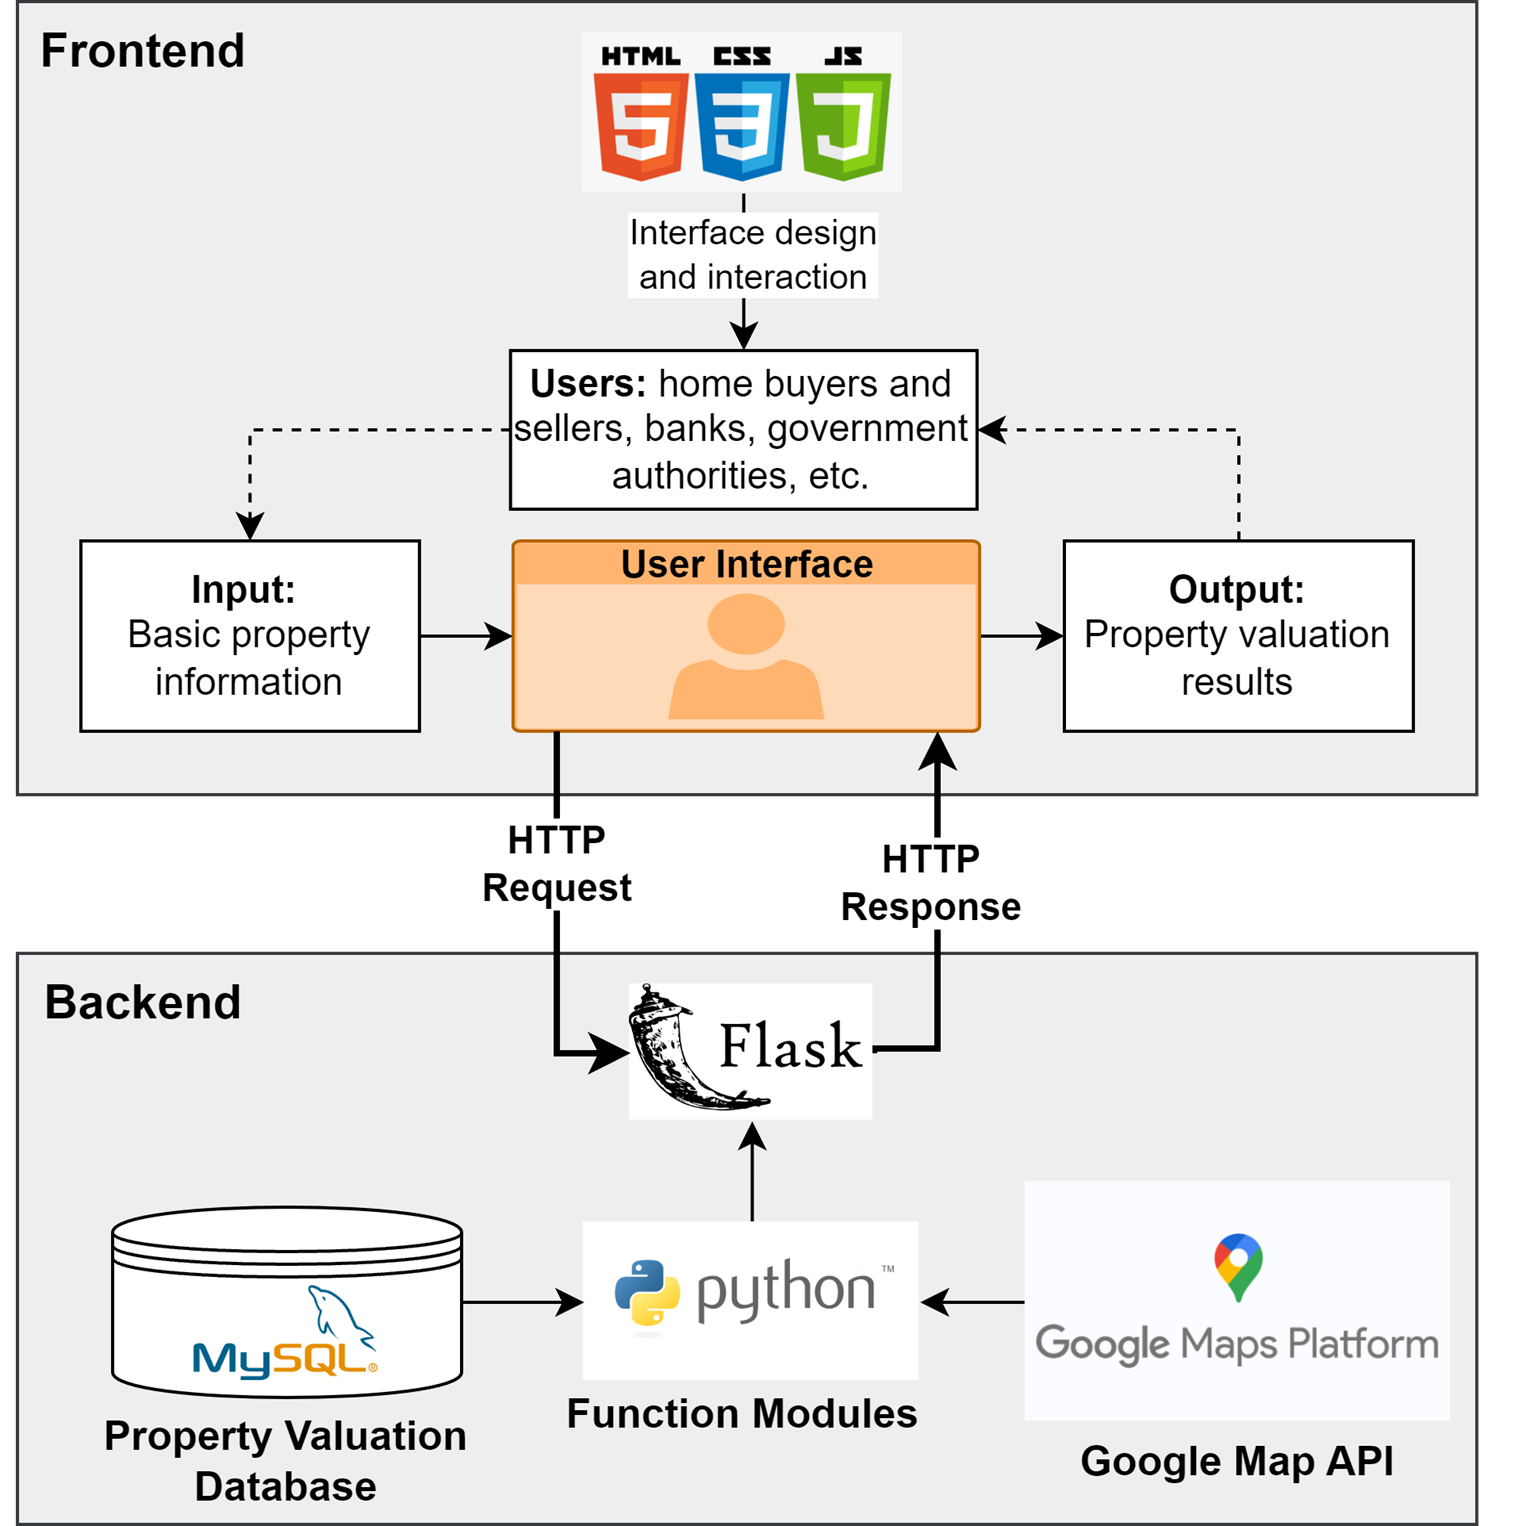 Frontend
HTML CSS JS
Interface design
and interaction
Users: home buyers and
sellers, banks, government
authorities, etc.
Input:
Basic property
information
User Interface
Output:
Property valuation
results
HTTP
Request
HTTP
Response
Backend
Flask
MySQL®
python™
Google Maps Platform
Property Valuation
Database
Function Modules
Google Map API